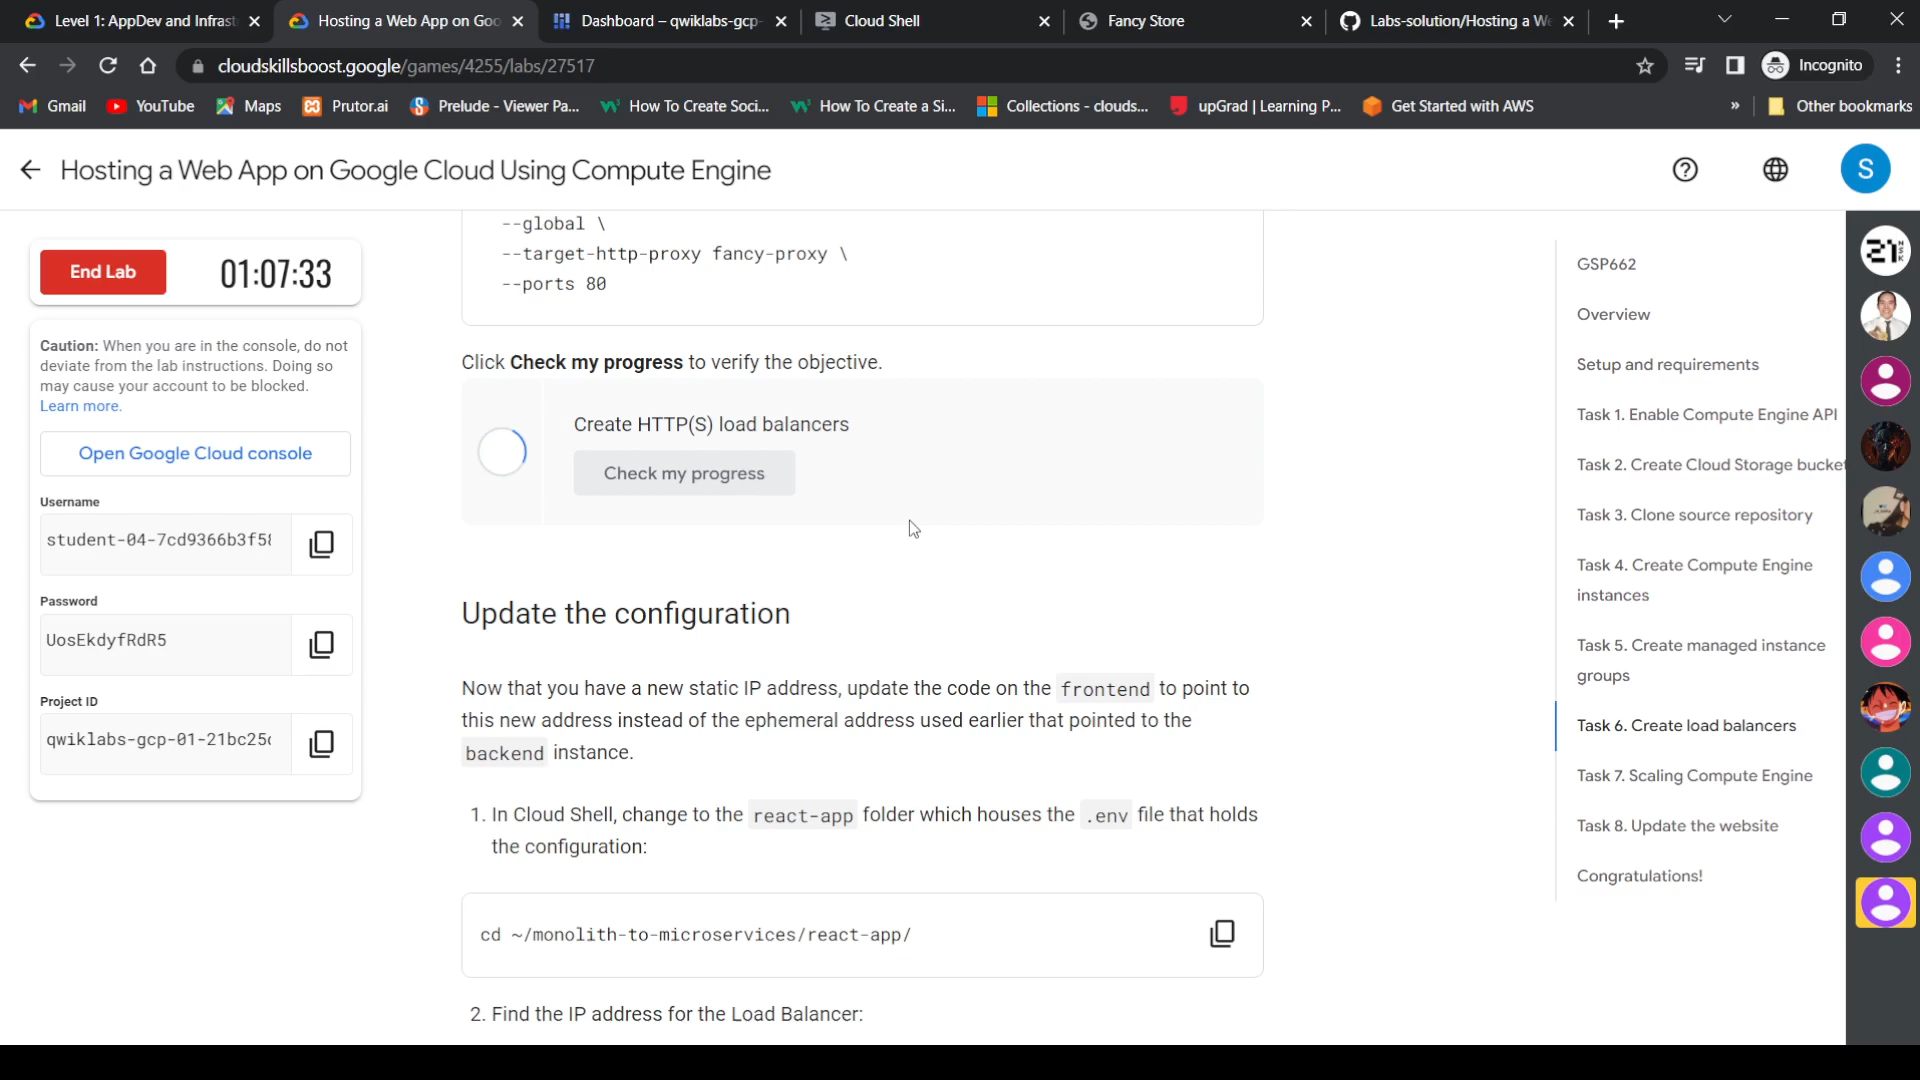 Level 1: AppDev and Infrast
Hosting a Web App on Goo
Dashboard – qwiklabs-gcp-
Cloud Shell
Fancy Store
Labs-solution/Hosting a We
cloudskillsboost.google/games/4255/labs/27517
Incognito
Gmail
YouTube
Maps
Prutor.ai
Prelude - Viewer Pa...
How To Create Soci...
How To Create a Si...
Collections - clouds...
upGrad | Learning P...
Get Started with AWS
»
Other bookmarks
Hosting a Web App on Google Cloud Using Compute Engine
S
End Lab
01:07:33
Caution: When you are in the console, do not
deviate from the lab instructions. Doing so
may cause your account to be blocked.
Learn more.
Open Google Cloud console
Username
student-04-7cd9366b3f58
Password
UosEkdyfRdR5
Project ID
qwiklabs-gcp-01-21bc25c
--global \
--target-http-proxy fancy-proxy \
--ports 80
Click Check my progress to verify the objective.
Create HTTP(S) load balancers
Check my progress
Update the configuration
Now that you have a new static IP address, update the code on the frontend to point to
this new address instead of the ephemeral address used earlier that pointed to the
backend instance.
1. In Cloud Shell, change to the react-app folder which houses the .env file that holds
the configuration:
cd ~/monolith-to-microservices/react-app/
2. Find the IP address for the Load Balancer:
GSP662
Overview
Setup and requirements
Task 1. Enable Compute Engine API
Task 2. Create Cloud Storage bucket
Task 3. Clone source repository
Task 4. Create Compute Engine
instances
Task 5. Create managed instance
groups
Task 6. Create load balancers
Task 7. Scaling Compute Engine
Task 8. Update the website
Congratulations!